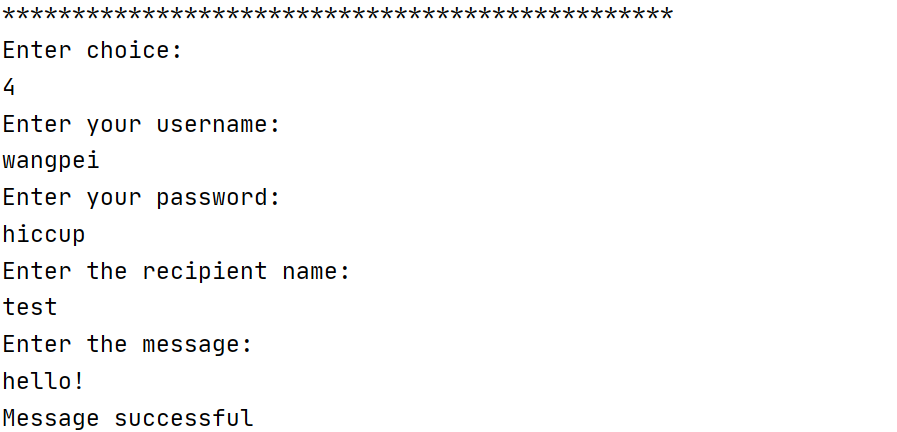 ************************************************
Enter choice:
4
Enter your username:
wangpei
Enter your password:
hiccup
Enter the recipient name:
test
Enter the message:
hello!
Message successful